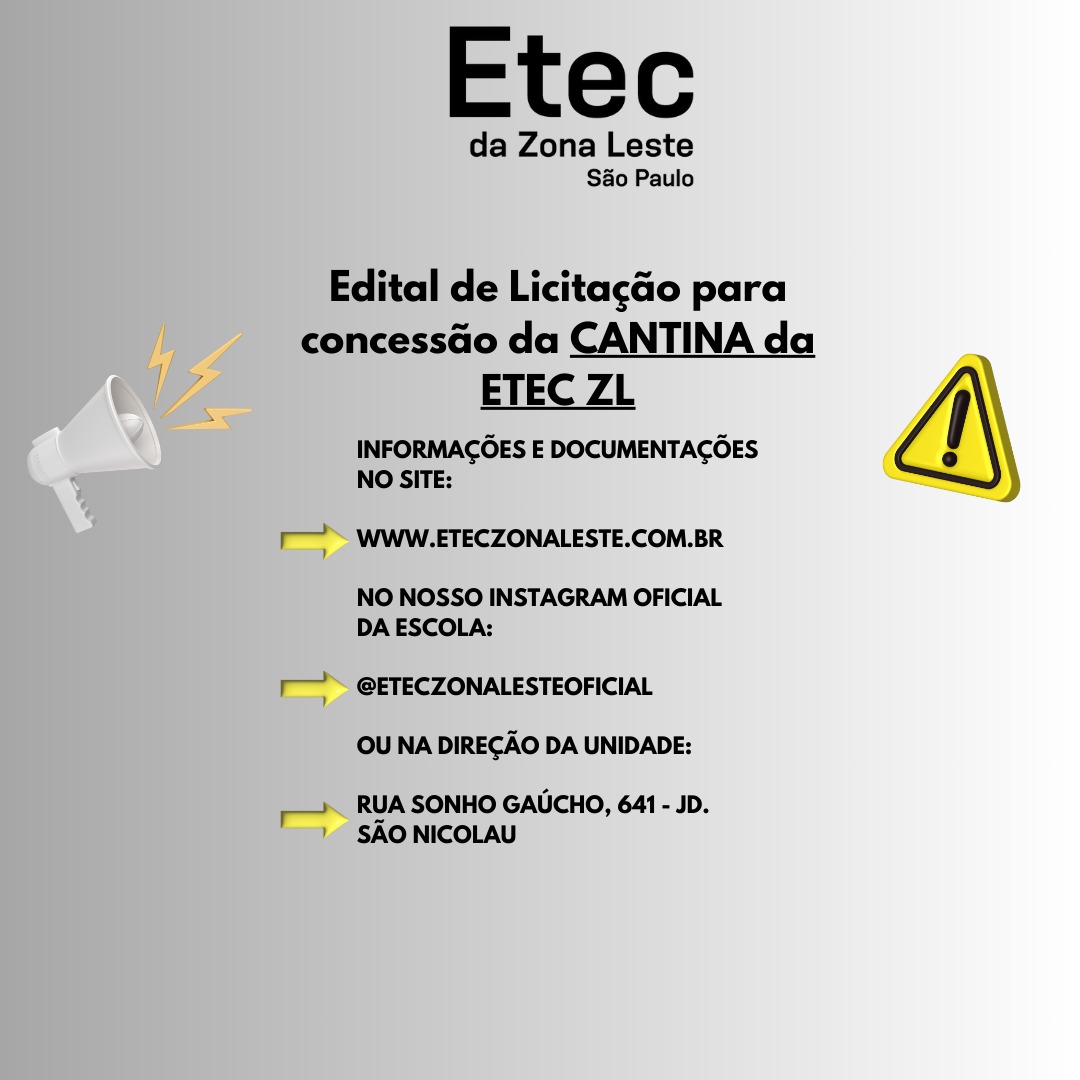 Etec
da Zona Leste
São Paulo
Edital de Licitação para
concessão da CANTINA da
ETEC ZL
INFORMAÇÕES E DOCUMENTAÇÕES
NO SITE:
WWW.ETECZONALESTE.COM.BR
NO NOSSO INSTAGRAM OFICIAL
DA ESCOLA:
@ETECZONALESTEOFICIAL
OU NA DIREÇÃO DA UNIDADE:
RUA SONHO GAÚCHO, 641 - JD.
SÃO NICOLAU